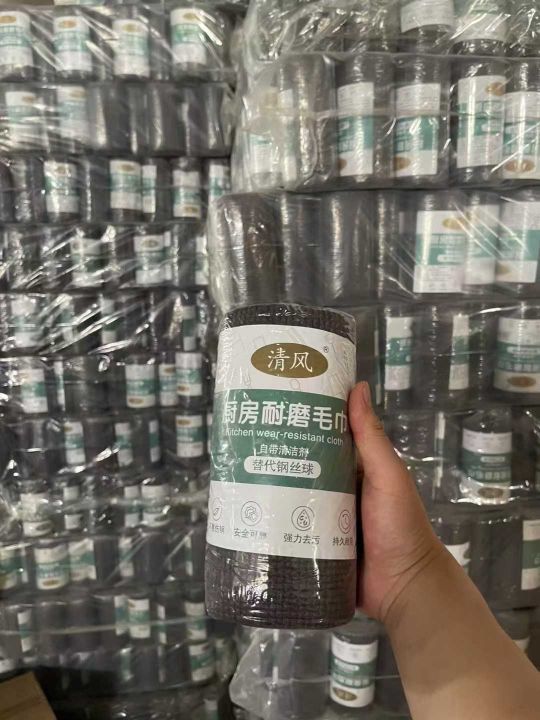 清风®
厨房耐磨毛巾
Kitchen wear-resistant cloth
自带清洁剂
替代钢丝球
安全可靠
强力去污
持久耐用